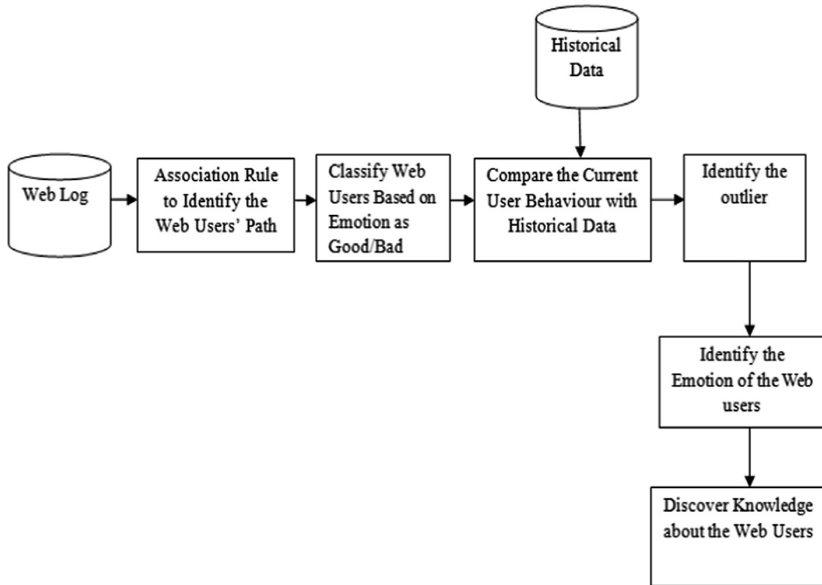 Historical
Data
Web Log
Association Rule
to Identify the
Web Users' Path
Classify Web
Users Based on
Emotion as
Good/Bad
Compare the Current
User Behaviour with
Historical Data
Identify the
outlier
Identify the
Emotion of the Web
users
Discover Knowledge
about the Web Users